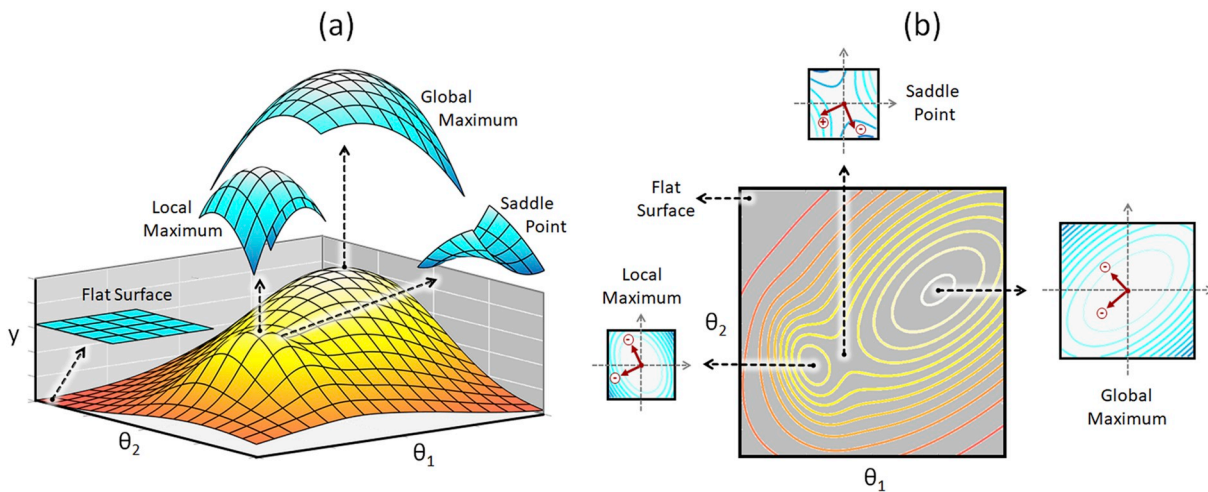 (a)
Global
Maximum
Local
Maximum
Saddle
Point
Flat Surface
y
θ2
θ1
(b)
Saddle
Point
+
-
Flat
Surface
Local
Maximum
-
-
θ2
θ1
-
-
Global
Maximum